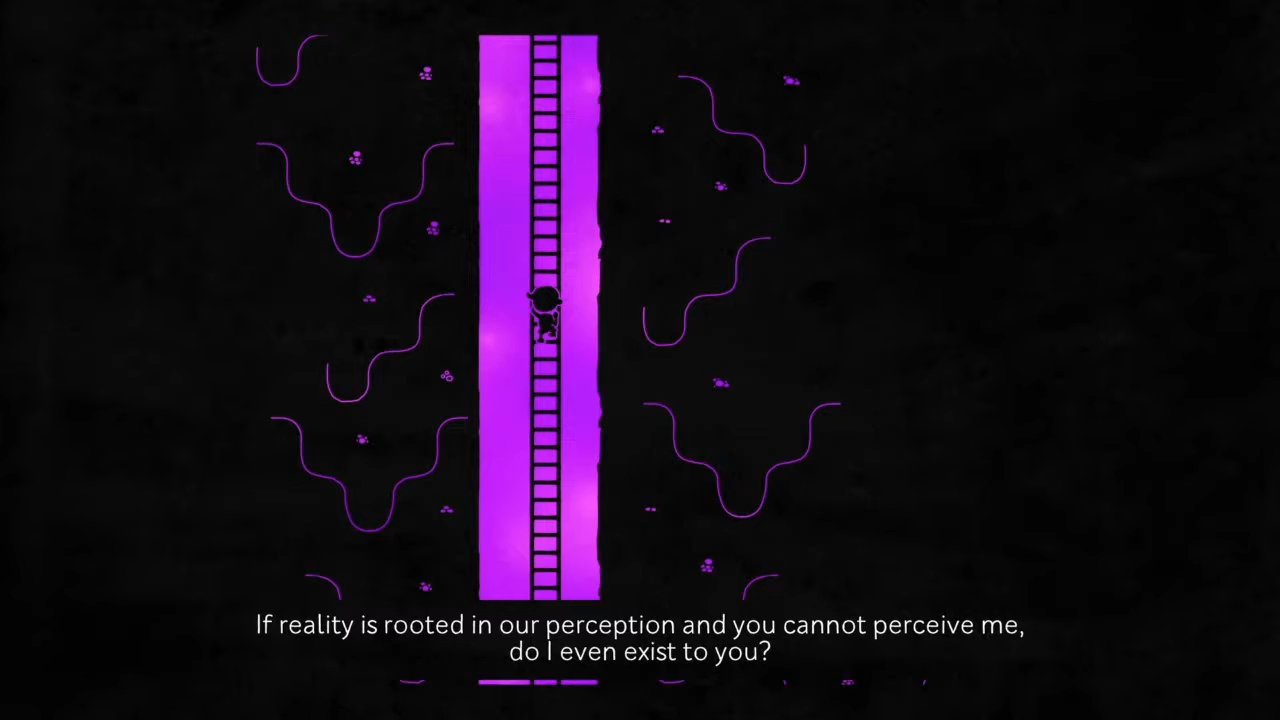 If reality is rooted in our perception and you cannot perceive me,
do I even exist to you?